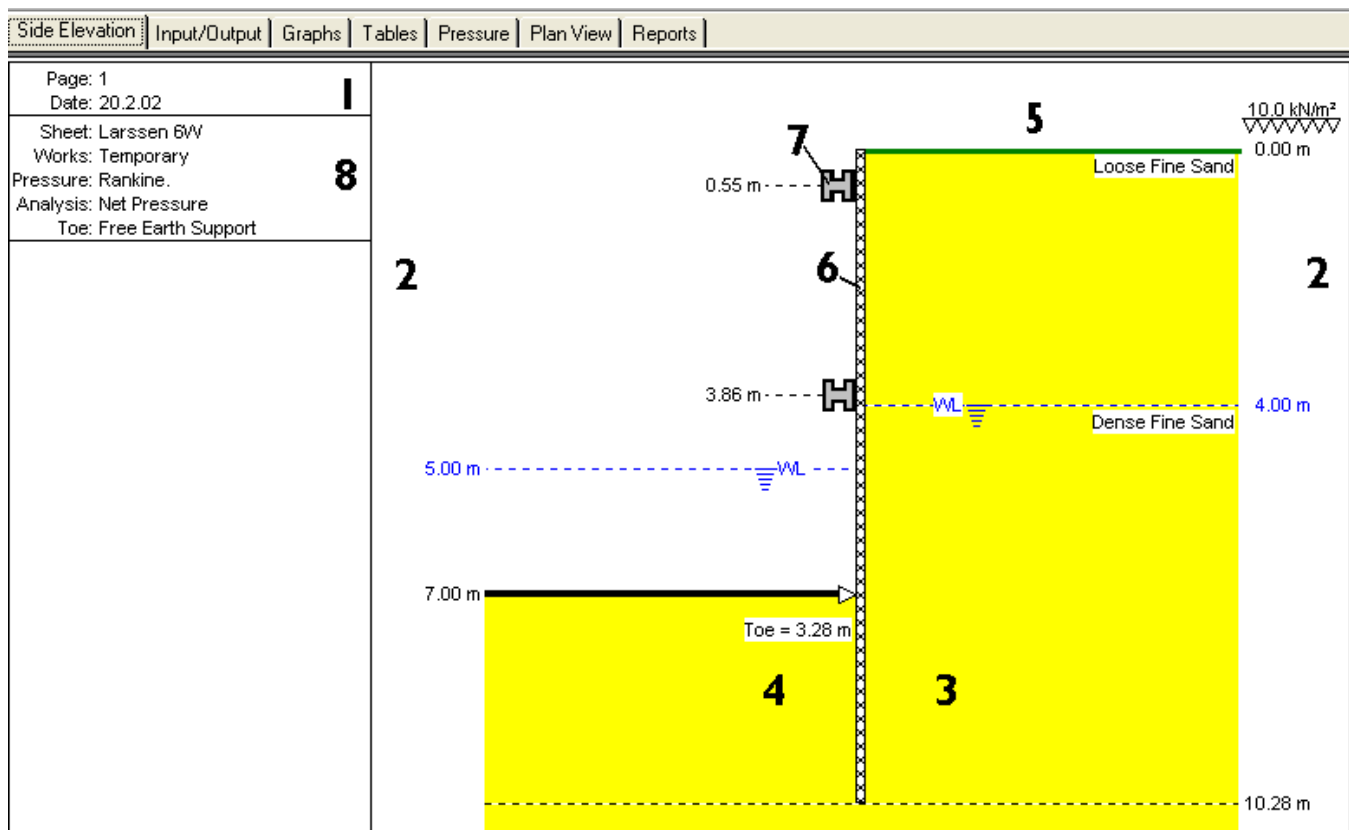 Side Elevation Input/Output Graphs Tables Pressure Plan View Reports
Page: 1
Date: 20.2.02
1
Sheet: Larssen 6W
Works: Temporary
Pressure: Rankine.
Analysis: Net Pressure
Toe: Free Earth Support
8
5
10.0 kN/m²
7
0.00 m
Loose Fine Sand
0.55 m
2
6
2
3.86 m
WL
4.00 m
Dense Fine Sand
5.00 m
WL
7.00 m
Toe = 3.28 m
4
3
10.28 m